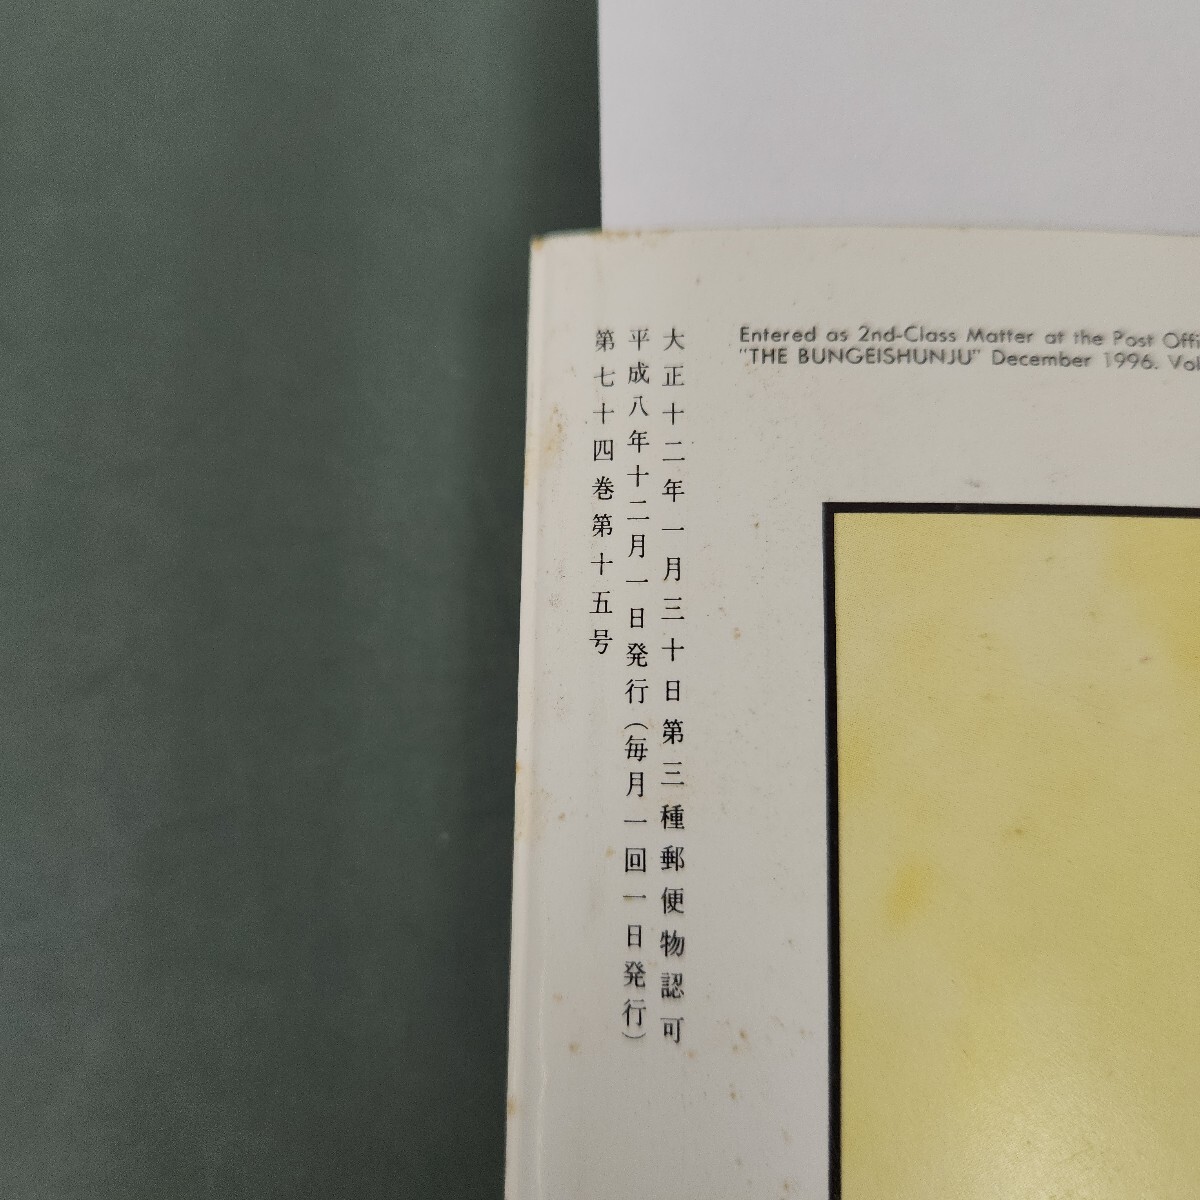 大正十二年一月三十日第三種郵便物認可
平成八年十二月一日発行(毎月一回一日発行)
第七十四巻第十五号
Entered as 2nd-Class Matter at the Post Offi
"THE BUNGEISHUNJU" December 1996. Vol